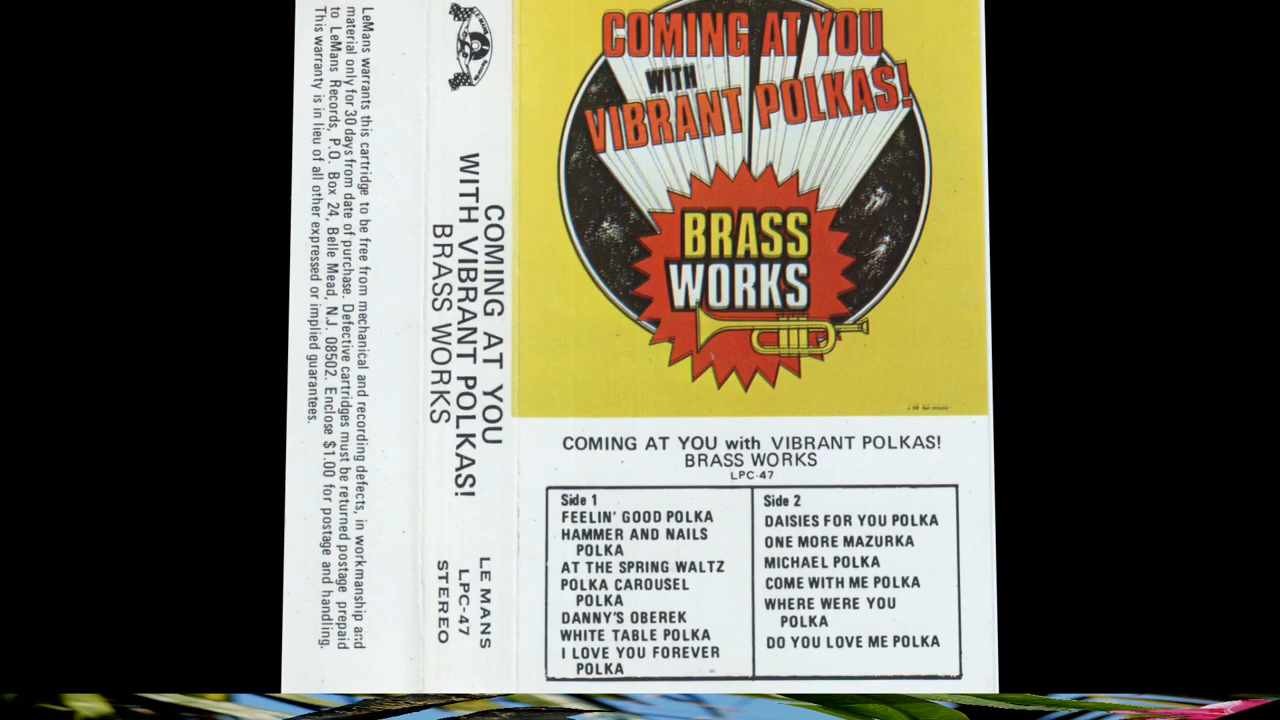 LeMans warrants this cartridge to be free from mechanical and recording defects, in workmanship and
material only for 30 days from date of purchase. Defective cartridges must be returned postage prepaid
to LeMans Records, P.O. Box 24, Belle Mead, N.J. 08502. Enclose $1.00 for postage and handling.
This warranty is in lieu of all other expressed or implied guarantees.
COMING AT YOU
WITH VIBRANT POLKAS!
BRASS WORKS
LE MANS
LPC-47
STEREO
COMING AT YOU
WITH
VIBRANT POLKAS!
BRASS
WORKS
COMING AT YOU with VIBRANT POLKAS!
BRASS WORKS
LPC-47
Side 1
FEELIN' GOOD POLKA
HAMMER AND NAILS
POLKA
AT THE SPRING WALTZ
POLKA CAROUSEL
POLKA
DANNY'S OBEREK
WHITE TABLE POLKA
I LOVE YOU FOREVER
POLKA
Side 2
DAISIES FOR YOU POLKA
ONE MORE MAZURKA
MICHAEL POLKA
COME WITH ME POLKA
WHERE WERE YOU
POLKA
DO YOU LOVE ME POLKA